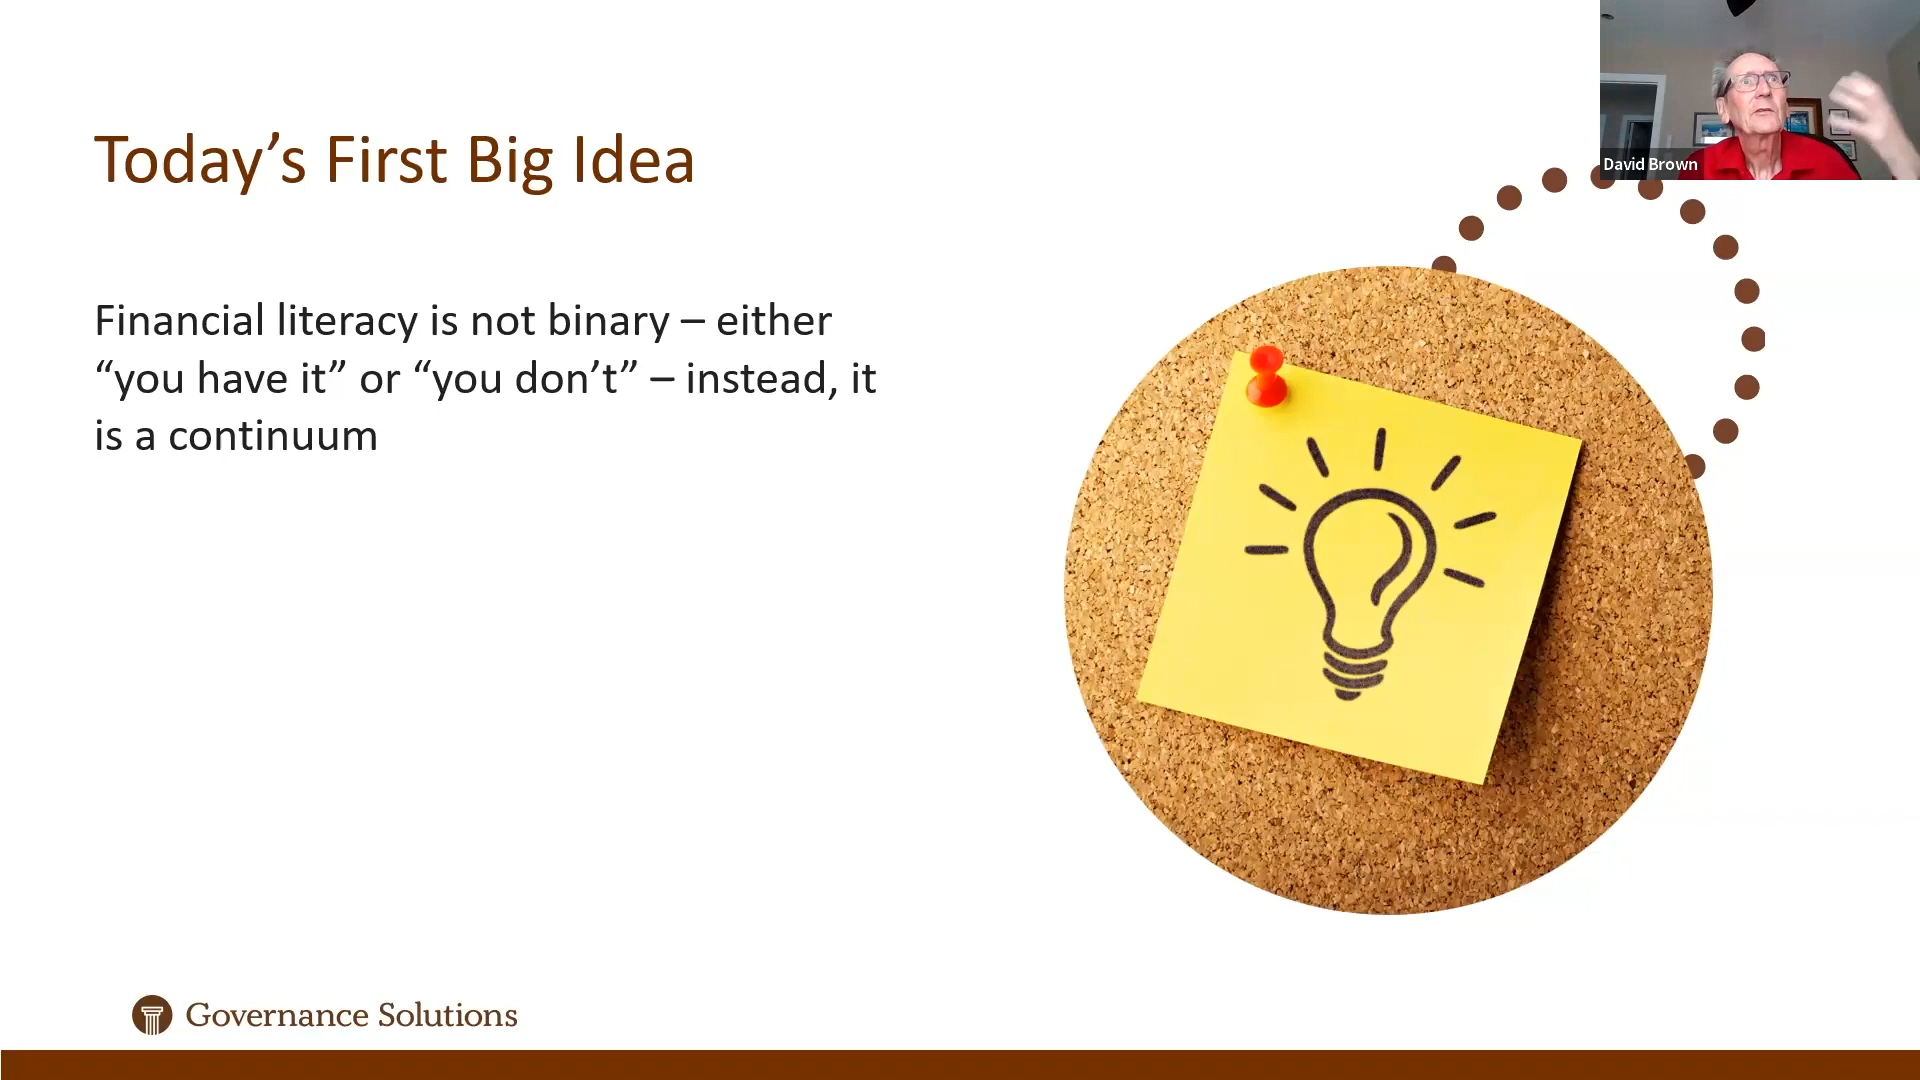 Today’s First Big Idea
David Brown
Financial literacy is not binary – either
“you have it” or “you don’t” – instead, it
is a continuum
Governance Solutions